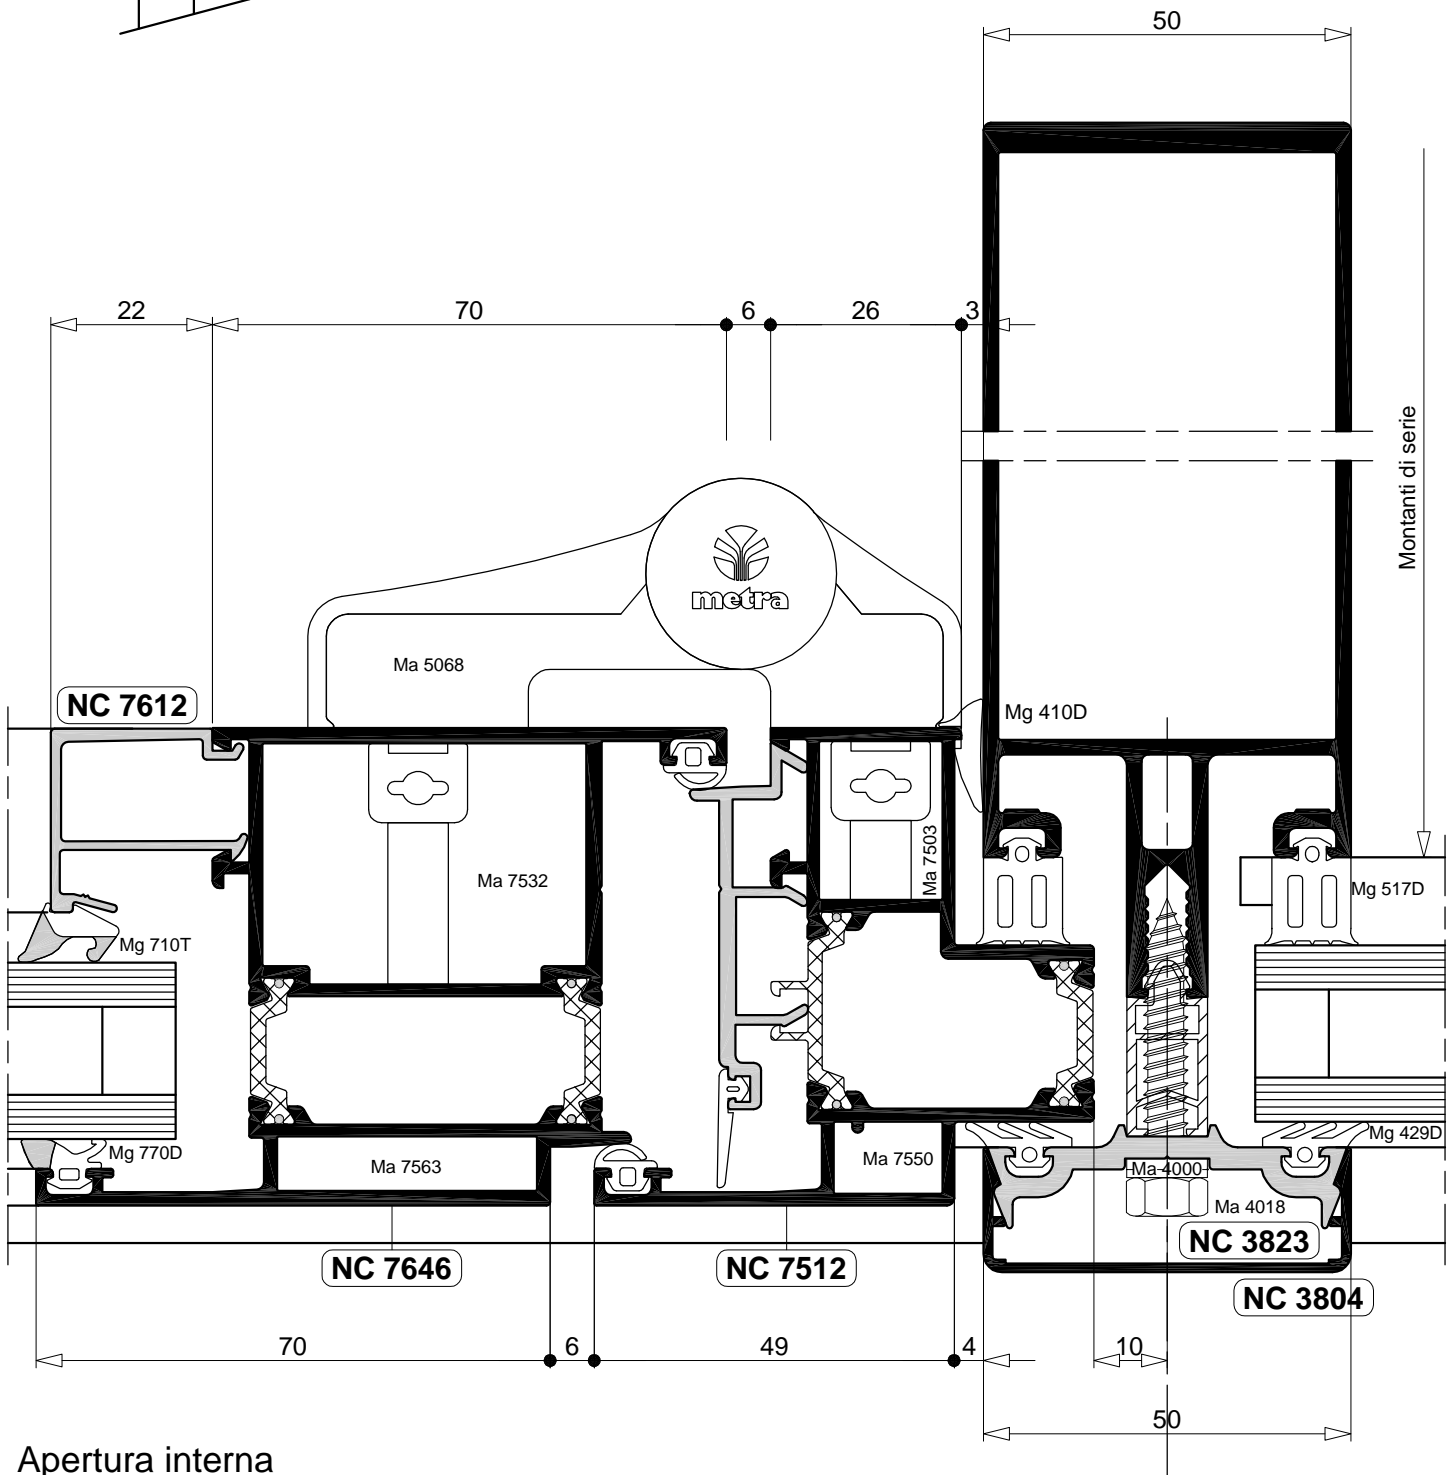 50
22
70
6
26
3
Montanti di serie
metra
Ma 5068
NC 7612
Mg 410D
Ma 7503
Ma 7532
Mg 517D
Mg 710T
Mg 429D
Mg 770D
Ma 7563
Ma 7550
Ma 4000
Ma 4018
NC 3823
NC 7646
NC 7512
NC 3804
70
6
49
4
10
50
Apertura interna